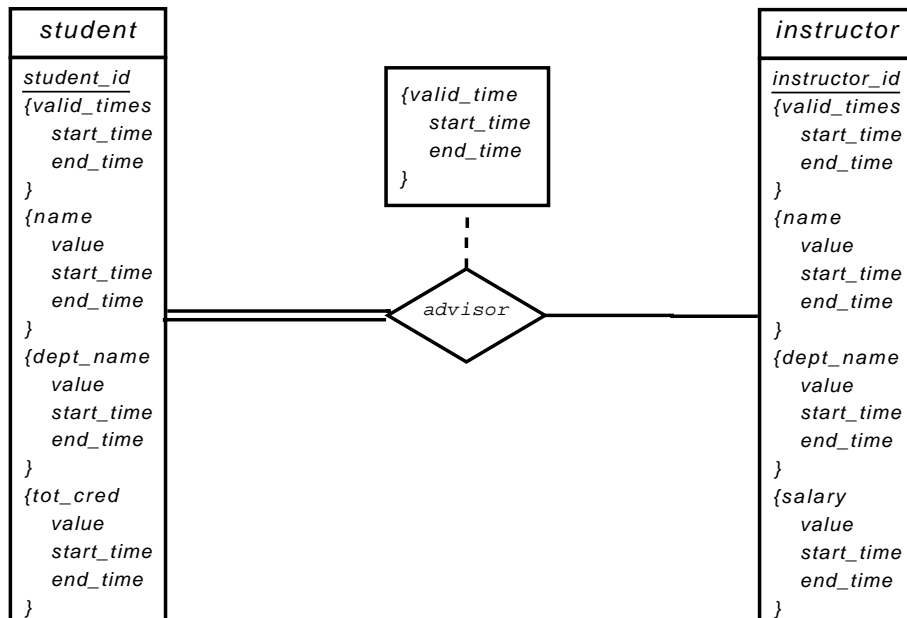 student
student_id
{valid_times
start_time
end_time
}
{name
value
start_time
end_time
}
{dept_name
value
start_time
end_time
}
{tot_cred
value
start_time
end_time
}
{valid_time
start_time
end_time
}
advisor
instructor
instructor_id
{valid_times
start_time
end_time
}
{name
value
start_time
end_time
}
{dept_name
value
start_time
end_time
}
{salary
value
start_time
end_time
}